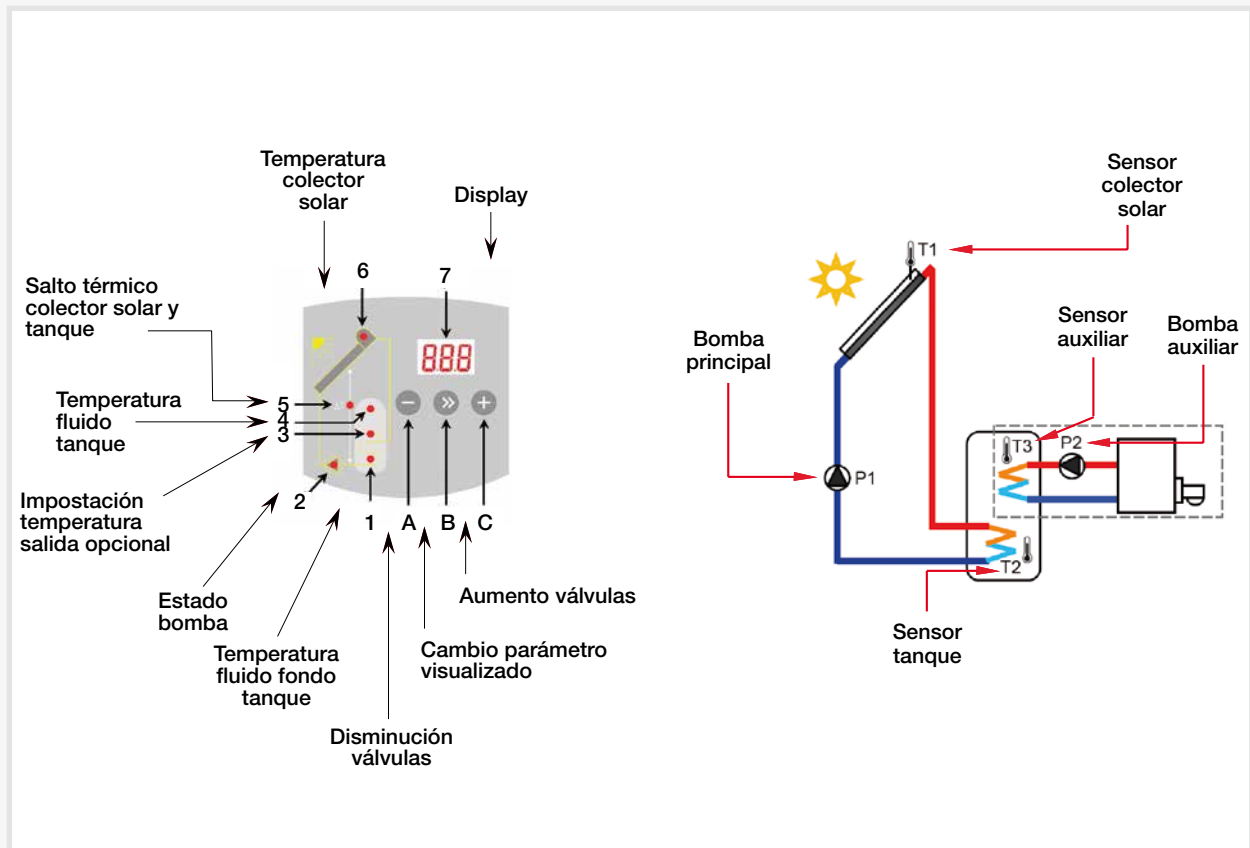 Temperatura
colector
solar
Display
6
7
Salto térmico
colector solar y
tanque
888
Temperatura
fluido
tanque
5
4
3
Impostación
temperatura
salida opcional
2
1
A
B
C
Estado
bomba
Temperatura
fluido fondo
tanque
Aumento válvulas
Cambio parámetro
visualizado
Disminución
válvulas
Sensor
colector
solar
T1
Sensor
auxiliar
Bomba
auxiliar
Bomba
principal
T3
P2
P1
T2
Sensor
tanque